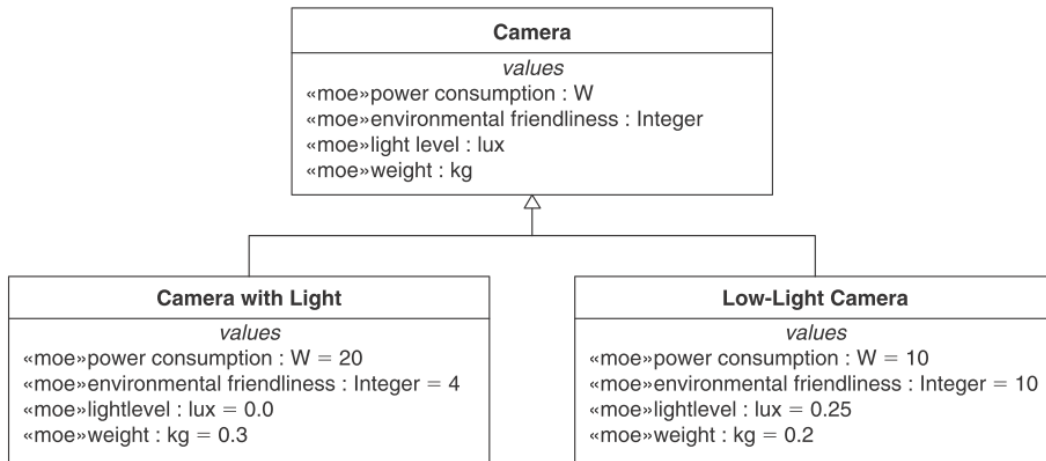 Camera
values
«moe»power consumption : W
«moe»environmental friendliness : Integer
«moe»light level : lux
«moe»weight : kg
Camera with Light
values
«moe»power consumption : W = 20
«moe»environmental friendliness : Integer = 4
«moe»lightlevel : lux = 0.0
«moe»weight : kg = 0.3
Low-Light Camera
values
«moe»power consumption : W = 10
«moe»environmental friendliness : Integer = 10
«moe»lightlevel : lux = 0.25
«moe»weight : kg = 0.2